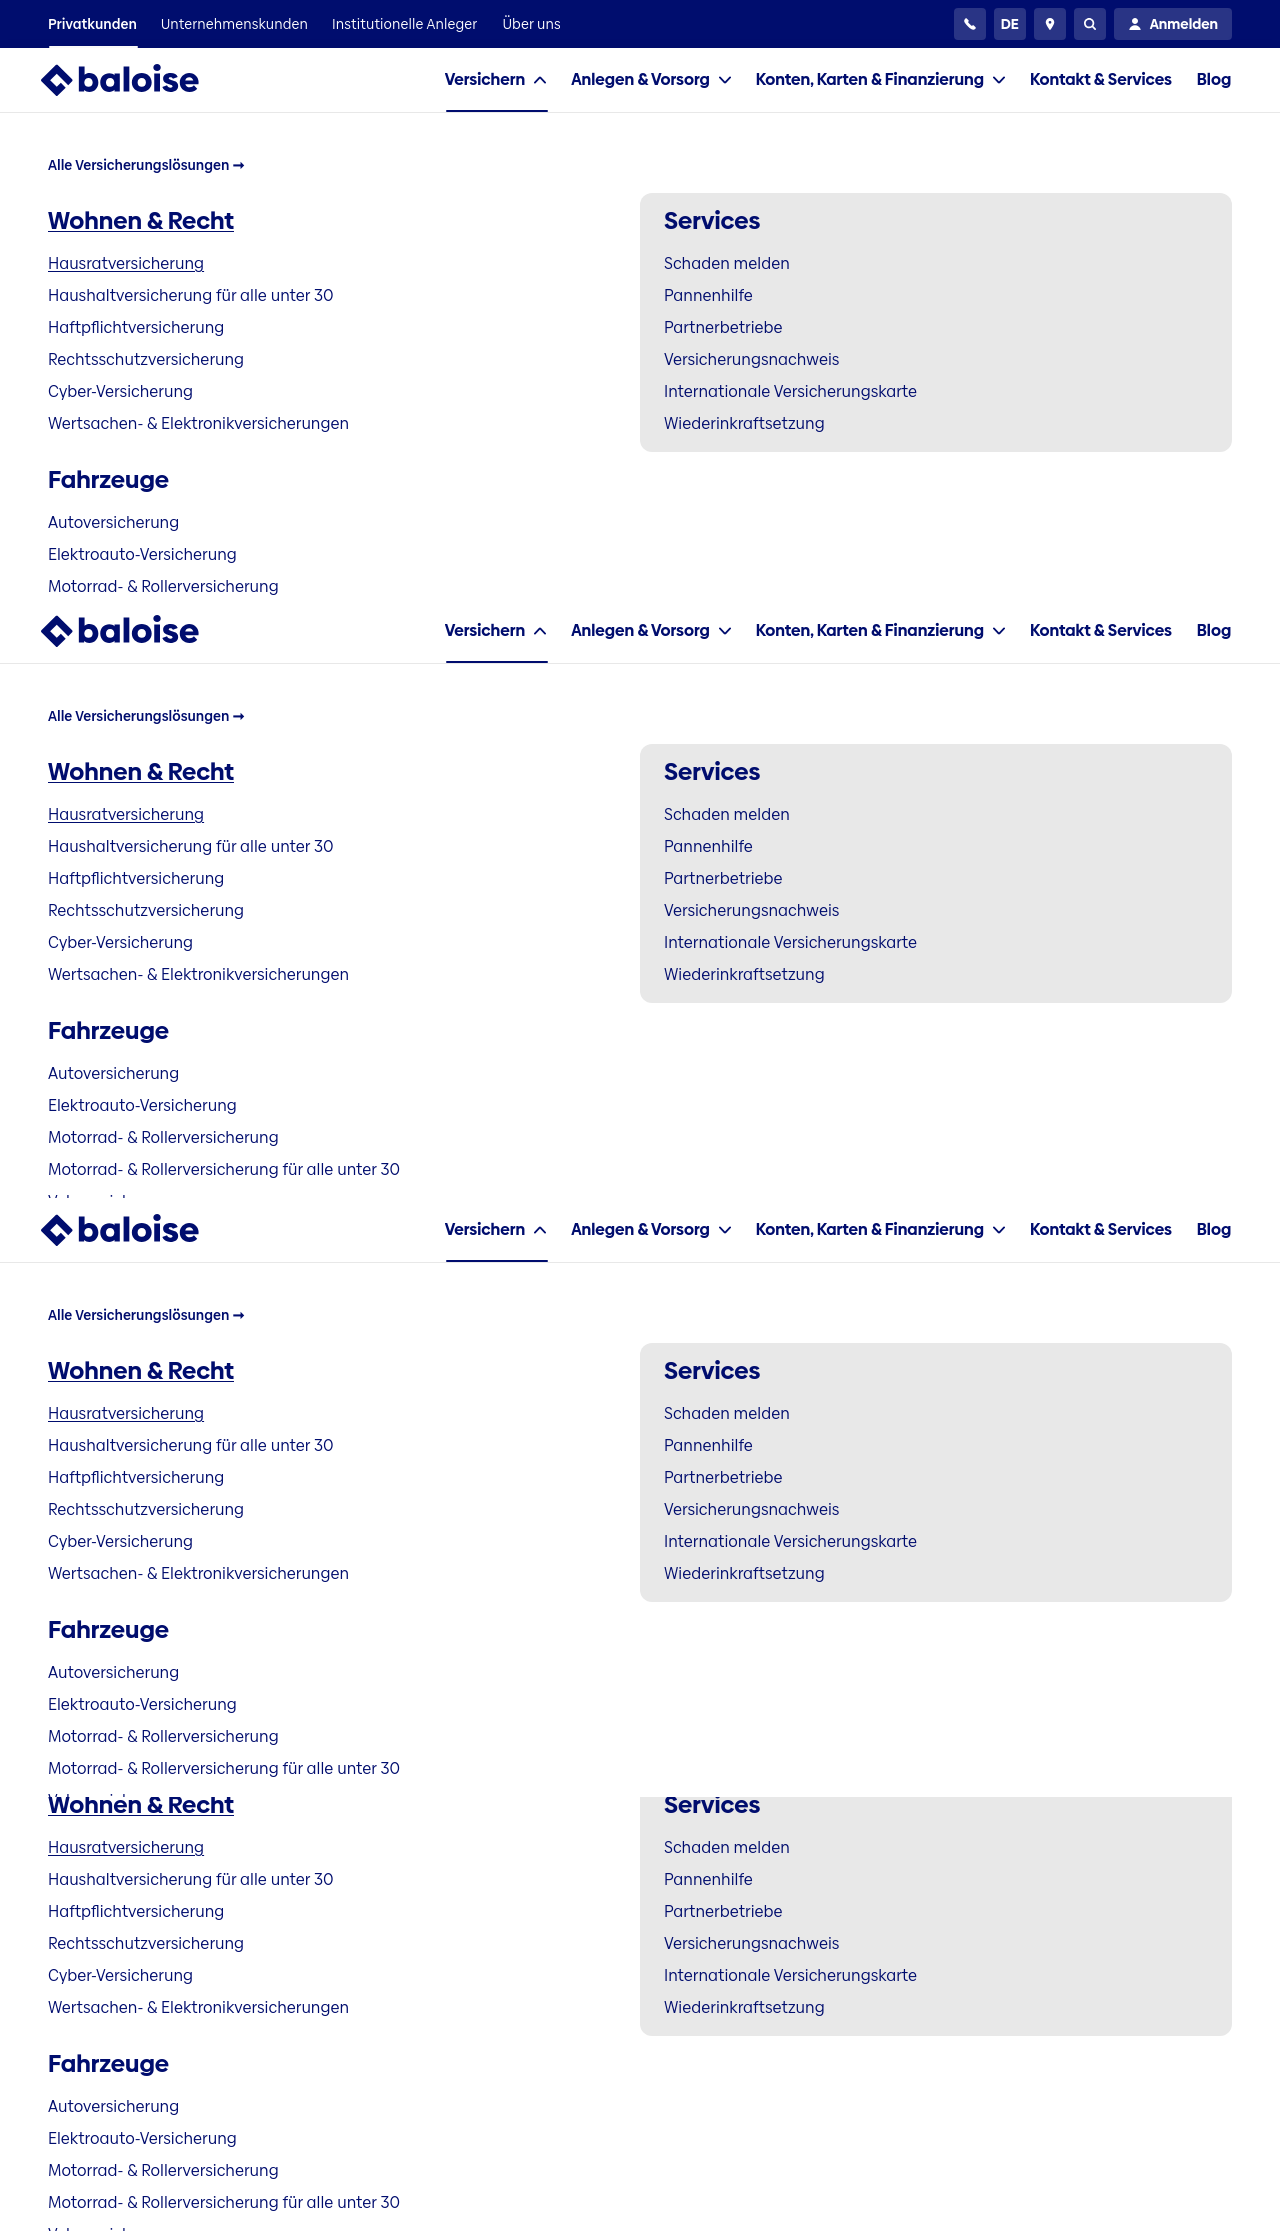 Privatkunden Unternehmenskunden Institutionelle Anleger Über uns DE Anmelden
baloise Versichern Anlegen & Vorsorg Konten, Karten & Finanzierung Kontakt & Services Blog
Alle Versicherungslösungen ➞
Wohnen & Recht
Hausratversicherung
Haushaltversicherung für alle unter 30
Haftpflichtversicherung
Rechtsschutzversicherung
Cyber-Versicherung
Wertsachen- & Elektronikversicherungen
Services
Schaden melden
Pannenhilfe
Partnerbetriebe
Versicherungsnachweis
Internationale Versicherungskarte
Wiederinkraftsetzung
Fahrzeuge
Autoversicherung
Elektroauto-Versicherung
Motorrad- & Rollerversicherung
baloise Versichern Anlegen & Vorsorg Konten, Karten & Finanzierung Kontakt & Services Blog
Alle Versicherungslösungen ➞
Wohnen & Recht
Hausratversicherung
Haushaltversicherung für alle unter 30
Haftpflichtversicherung
Rechtsschutzversicherung
Cyber-Versicherung
Wertsachen- & Elektronikversicherungen
Services
Schaden melden
Pannenhilfe
Partnerbetriebe
Versicherungsnachweis
Internationale Versicherungskarte
Wiederinkraftsetzung
Fahrzeuge
Autoversicherung
Elektroauto-Versicherung
Motorrad- & Rollerversicherung
Motorrad- & Rollerversicherung für alle unter 30
baloise Versichern Anlegen & Vorsorg Konten, Karten & Finanzierung Kontakt & Services Blog
Alle Versicherungslösungen ➞
Wohnen & Recht
Hausratversicherung
Haushaltversicherung für alle unter 30
Haftpflichtversicherung
Rechtsschutzversicherung
Cyber-Versicherung
Wertsachen- & Elektronikversicherungen
Services
Schaden melden
Pannenhilfe
Partnerbetriebe
Versicherungsnachweis
Internationale Versicherungskarte
Wiederinkraftsetzung
Fahrzeuge
Autoversicherung
Elektroauto-Versicherung
Motorrad- & Rollerversicherung
Motorrad- & Rollerversicherung für alle unter 30
Wohnen & Recht
Hausratversicherung
Haushaltversicherung für alle unter 30
Haftpflichtversicherung
Rechtsschutzversicherung
Cyber-Versicherung
Wertsachen- & Elektronikversicherungen
Services
Schaden melden
Pannenhilfe
Partnerbetriebe
Versicherungsnachweis
Internationale Versicherungskarte
Wiederinkraftsetzung
Fahrzeuge
Autoversicherung
Elektroauto-Versicherung
Motorrad- & Rollerversicherung
Motorrad- & Rollerversicherung für alle unter 30